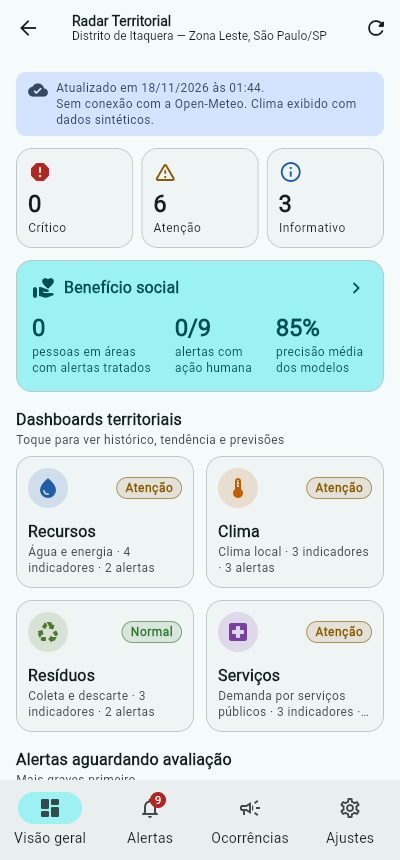 Radar Territorial
Distrito de Itaquera — Zona Leste, São Paulo/SP
Atualizado em 18/11/2026 às 01:44.
Sem conexão com a Open-Meteo. Clima exibido com
dados sintéticos.
0
Crítico
6
Atenção
3
Informativo
Benefício social
0
pessoas em áreas
com alertas tratados
0/9
alertas com
ação humana
85%
precisão média
dos modelos
Dashboards territoriais
Toque para ver histórico, tendência e previsões
Atenção
Recursos
Água e energia · 4
indicadores · 2 alertas
Atenção
Clima
Clima local · 3 indicadores
· 3 alertas
Normal
Resíduos
Coleta e descarte · 3
indicadores · 2 alertas
Atenção
Serviços
Demanda por serviços
públicos · 3 indicadores ·…
Alertas aguardando avaliação
Mais graves primeiro
9
Visão geral
Alertas
Ocorrências
Ajustes